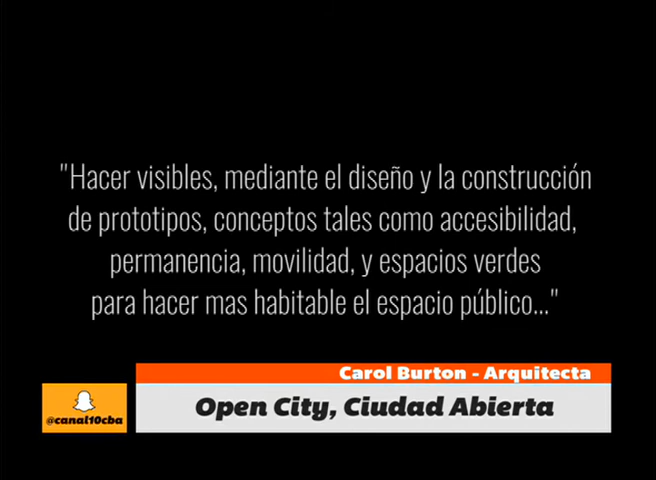 "Hacer visibles, mediante el diseño y la construcción
de prototipos, conceptos tales como accesibilidad,
permanencia, movilidad, y espacios verdes
para hacer mas habitable el espacio público..."
Carol Burton - Arquitecta
Open City, Ciudad Abierta
@canal10cba